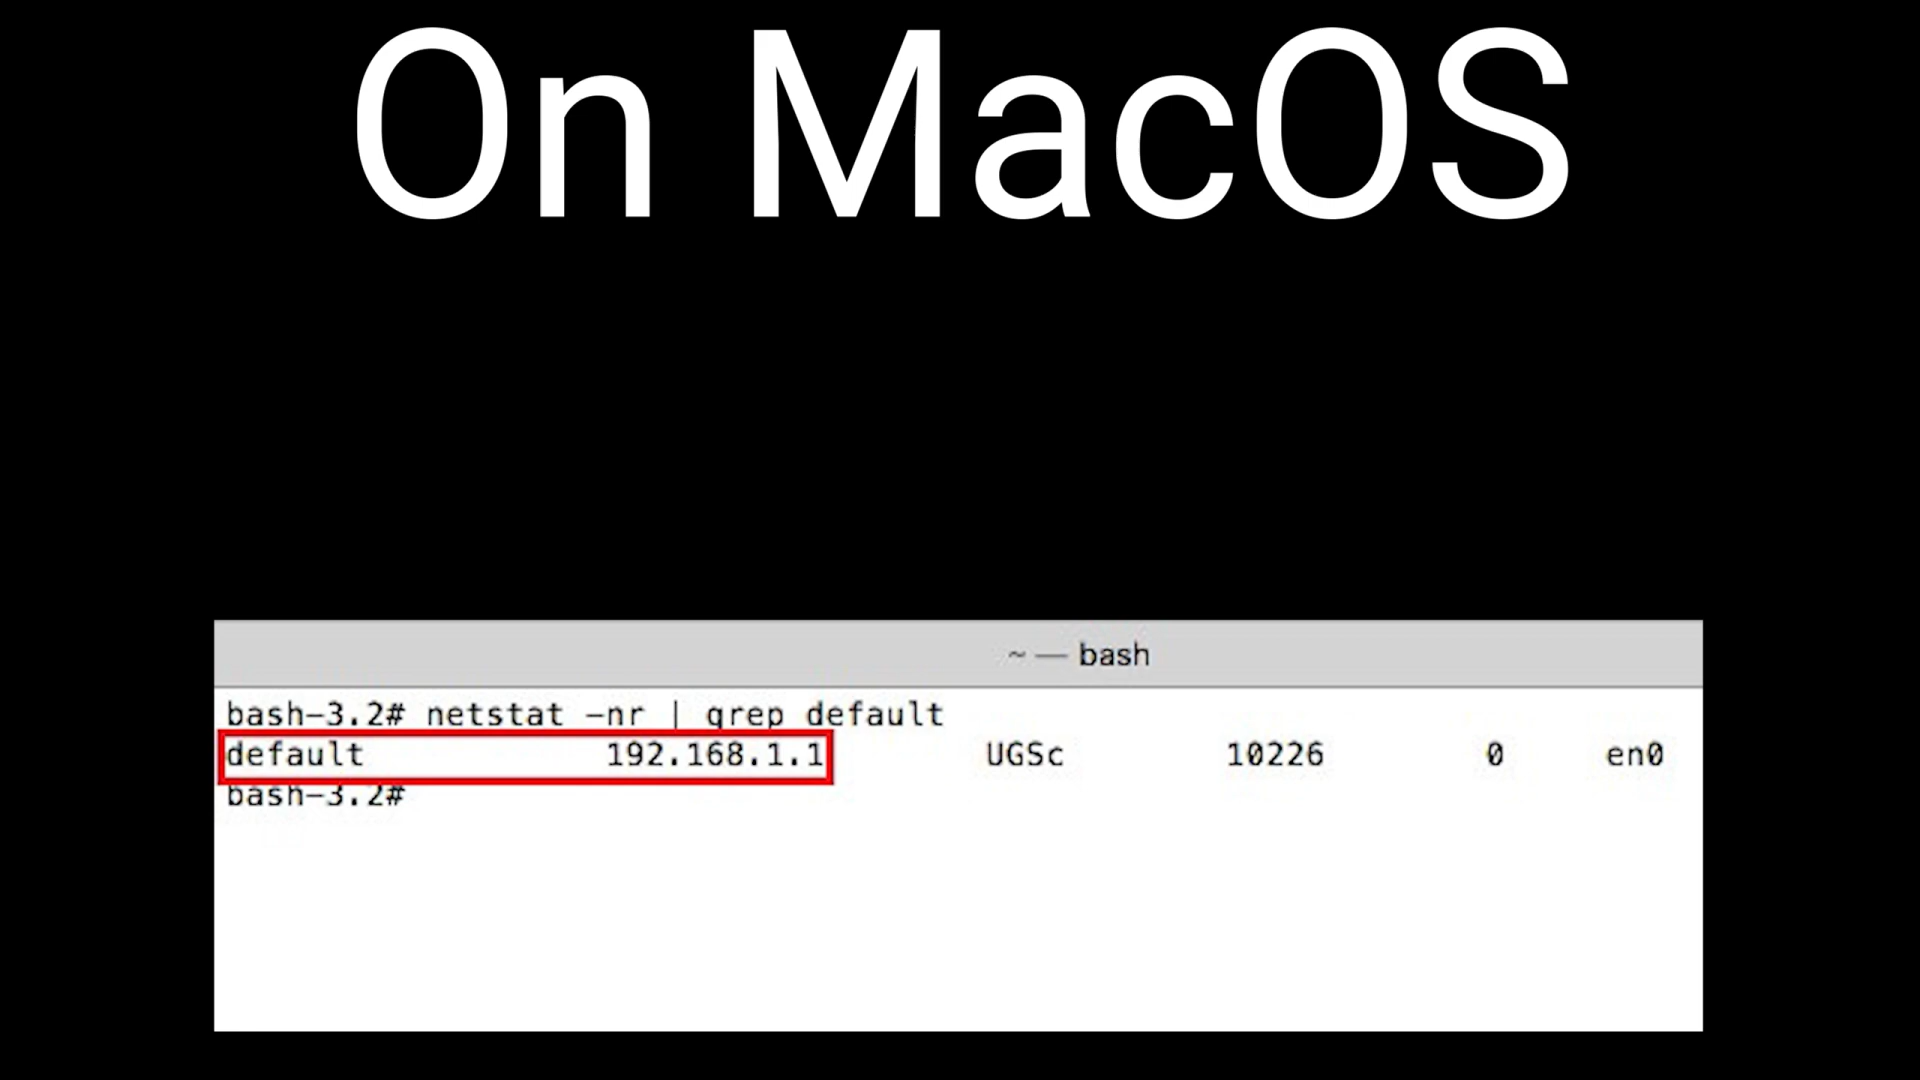 On MacOS
~ — bash
bash-3.2# netstat -nr | grep default
default 192.168.1.1 UGSc 10226 0 en0
bash-3.2#